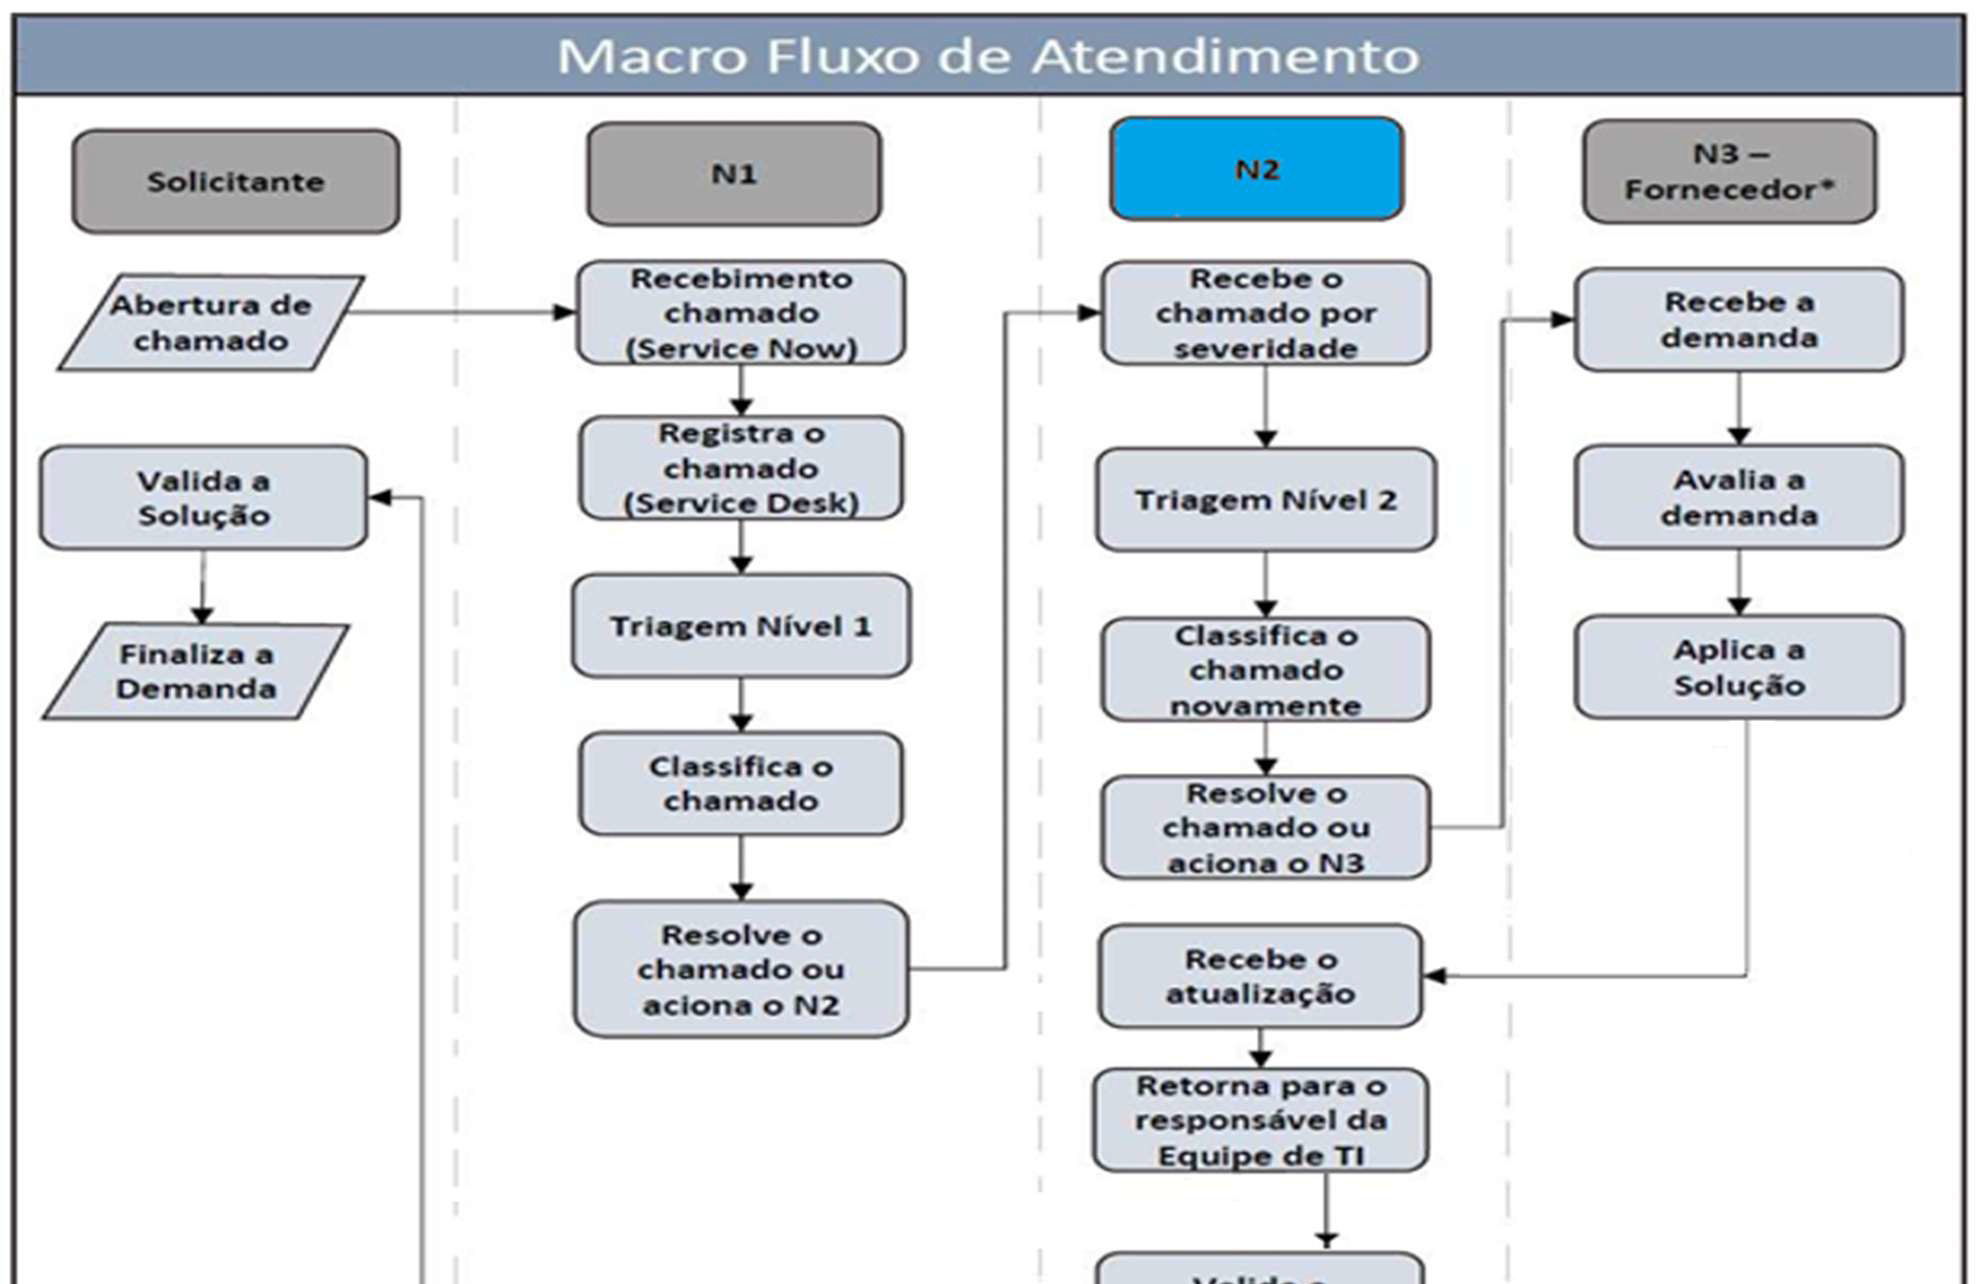 Macro Fluxo de Atendimento
Solicitante
Abertura de
chamado
Valida a
Solução
Finaliza a
Demanda
N1
Recebimento
chamado
(Service Now)
Registra o
chamado
(Service Desk)
Triagem Nível 1
Classifica o
chamado
Resolve o
chamado ou
aciona o N2
N2
Recebe o
chamado por
severidade
Triagem Nível 2
Classifica o
chamado
novamente
Resolve o
chamado ou
aciona o N3
Recebe o
atualização
Retorna para o
responsável da
Equipe de TI
N3 –
Fornecedor*
Recebe a
demanda
Avalia a
demanda
Aplica a
Solução